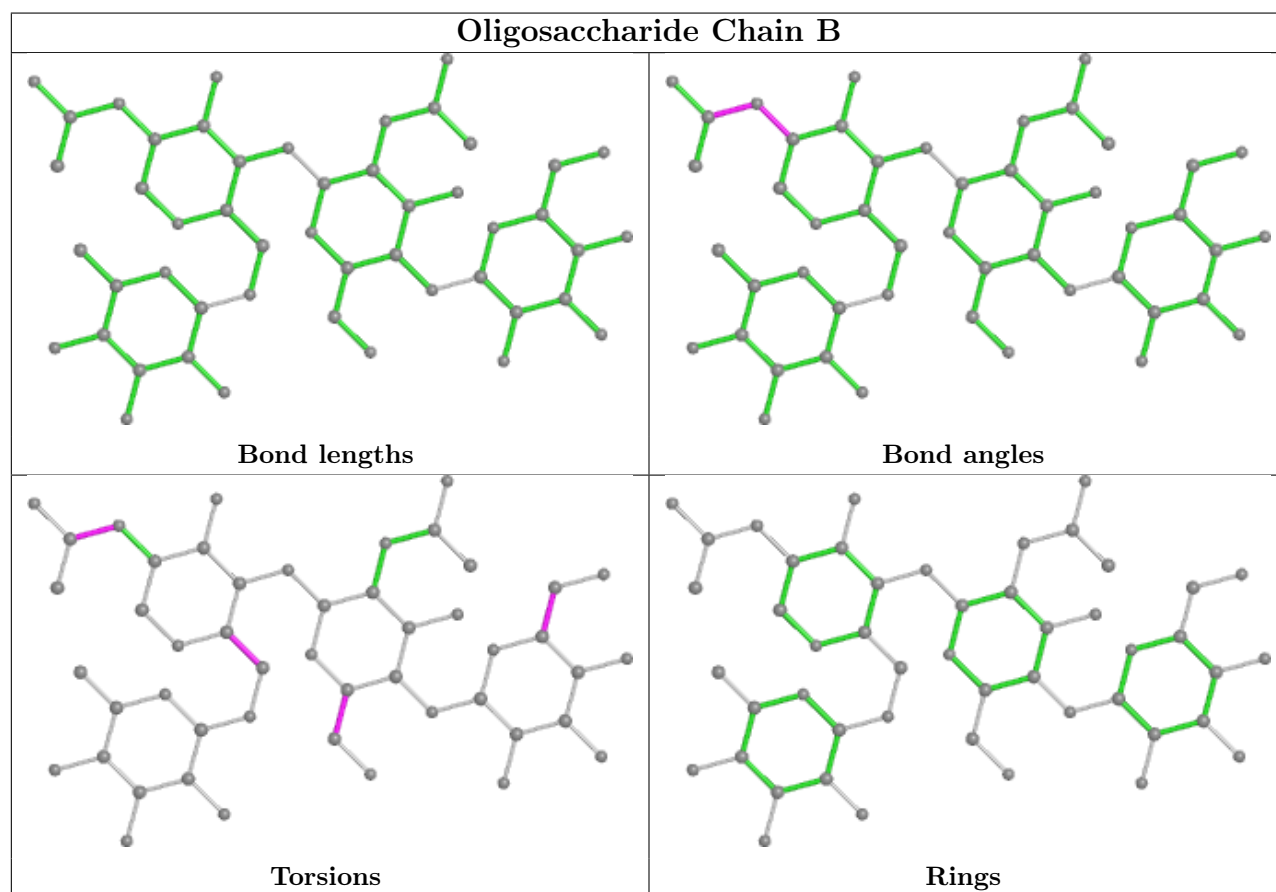 Oligosaccharide Chain B
Bond lengths
Bond angles
Torsions
Rings